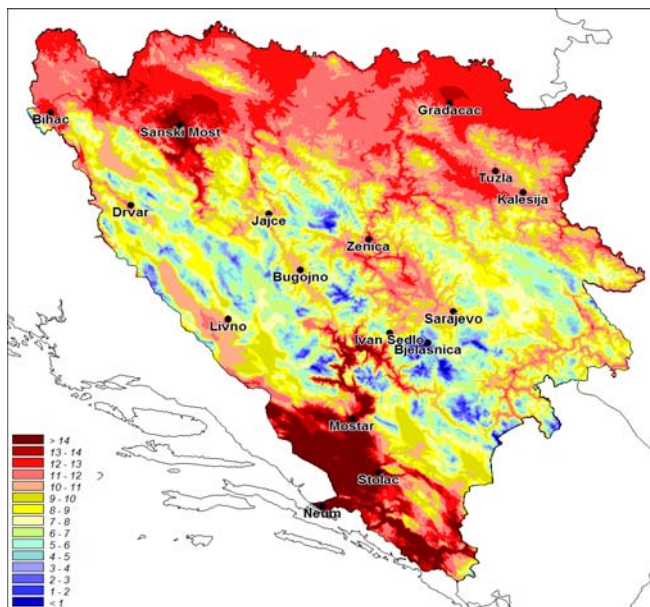 Gradacac
Bihac
Sanski Most
Tuzla
Kalesija
Drvar
Jajce
Zenica
Bugojno
Sarajevo
Livno
Ivan Sedlo
Bjelasnica
Mostar
Stolac
Neum
> 14
13 - 14
12 - 13
11 - 12
10 - 11
9 - 10
8 - 9
7 - 8
6 - 7
5 - 6
4 - 5
3 - 4
2 - 3
1 - 2
< 1